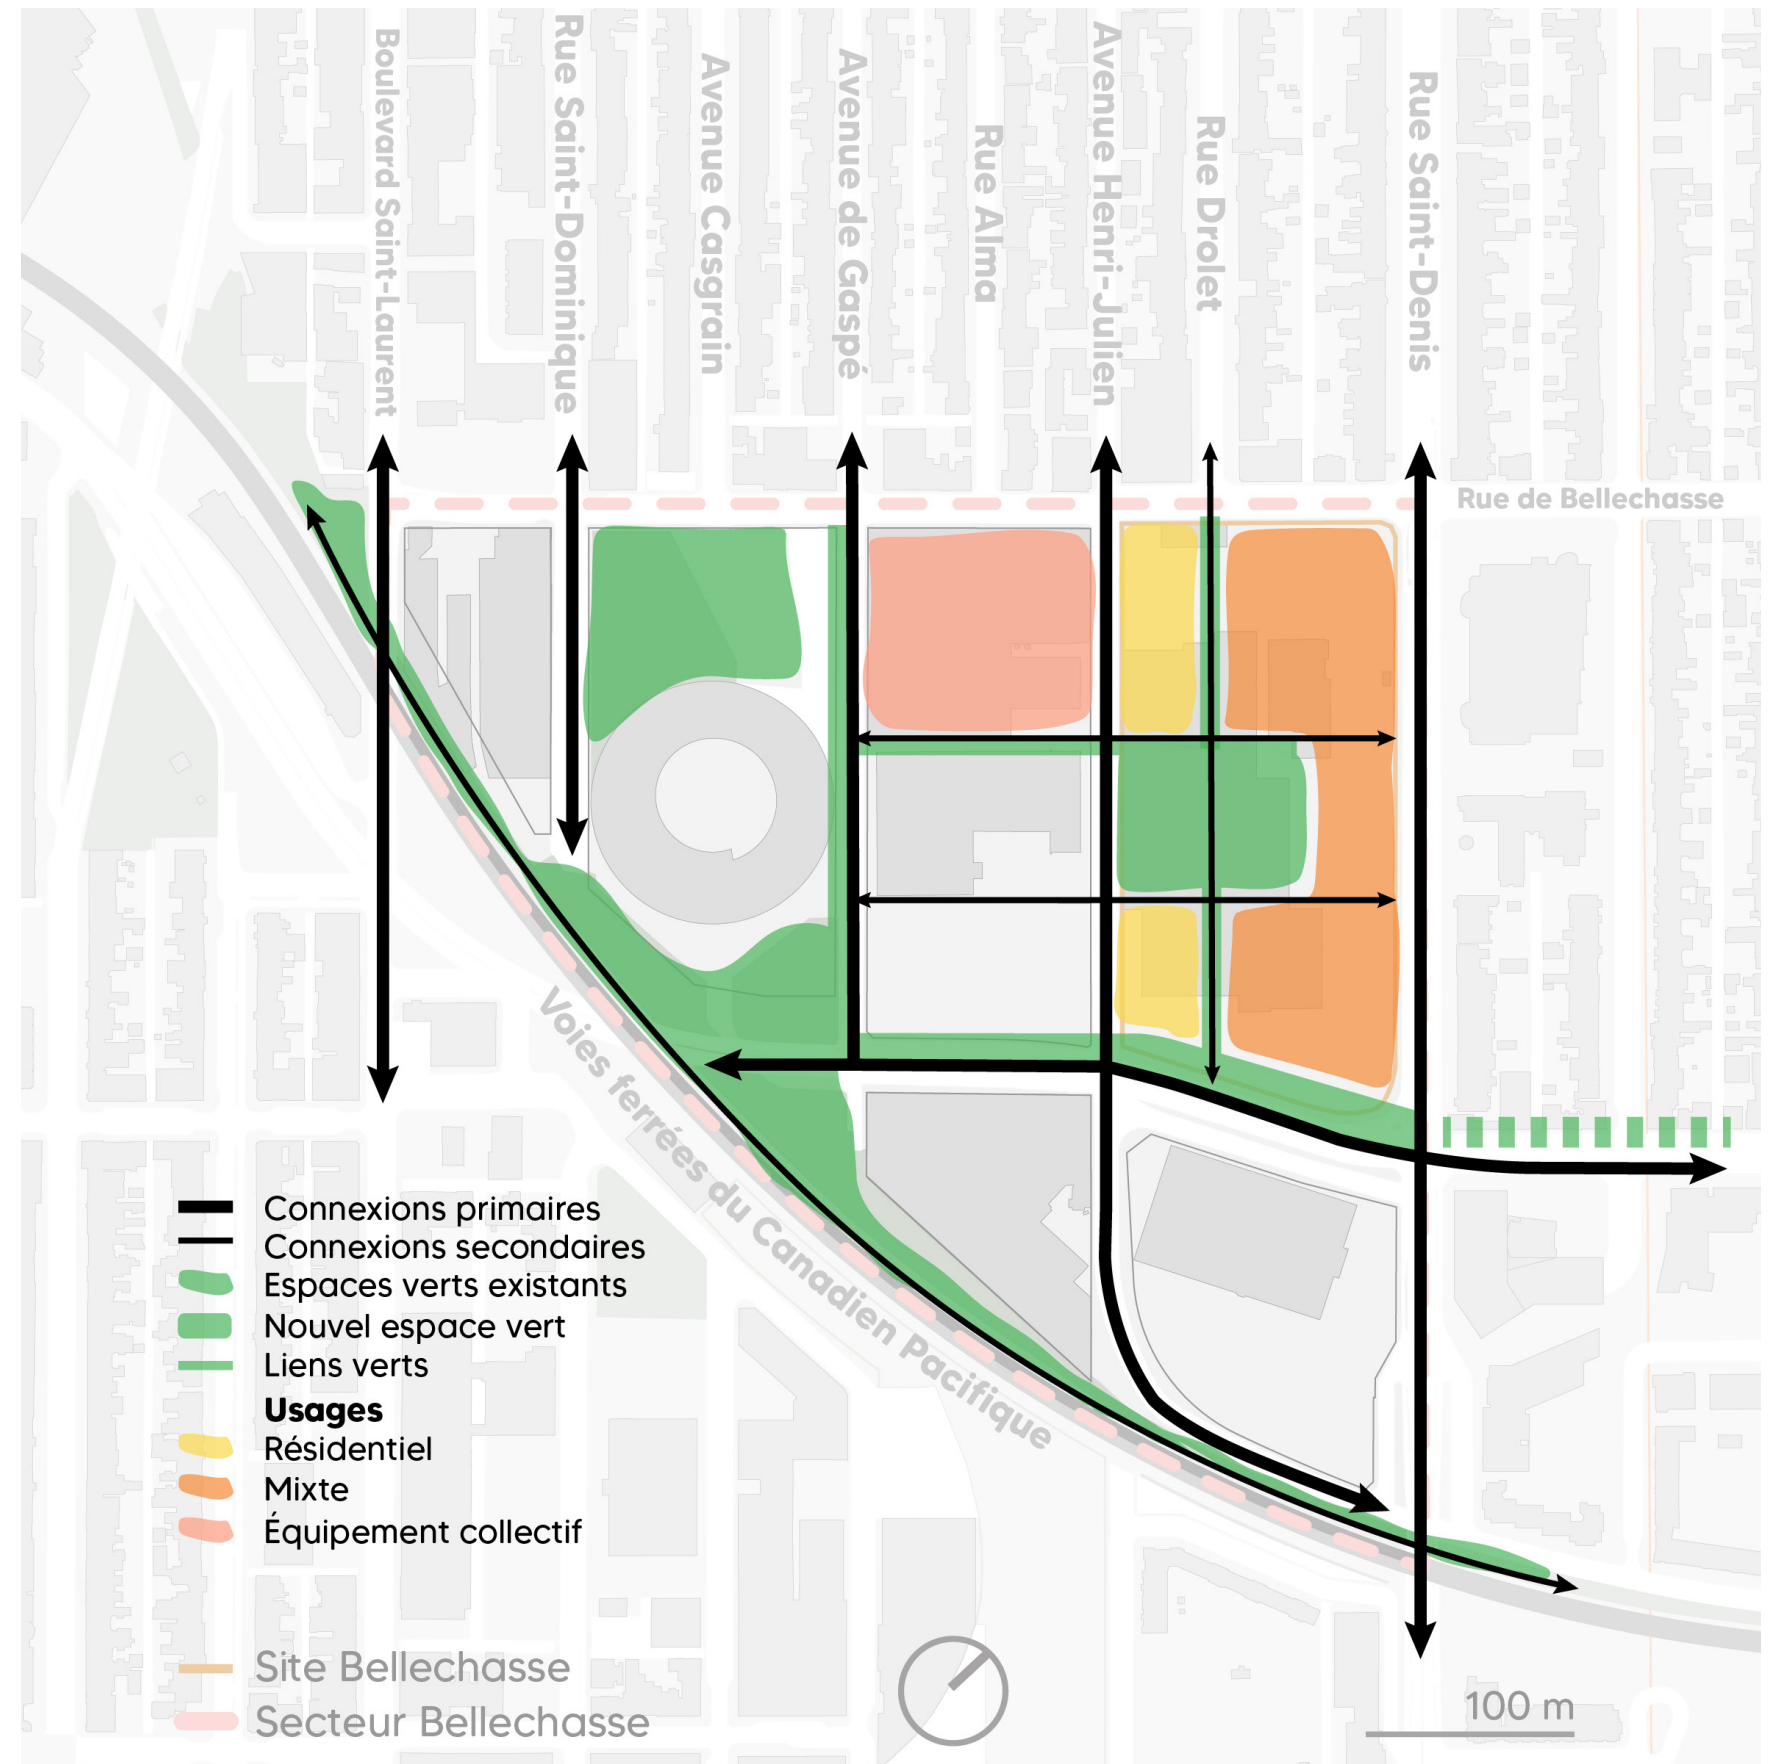 Boulevard Saint-Laurent
Rue Saint-Dominique
Avenue Casgrain
Avenue de Gaspé
Rue Alma
Avenue Henri-Julien
Rue Drolet
Rue Saint-Denis
Rue de Bellechasse
Voies ferrées du Canadien Pacifique
Connexions primaires
Connexions secondaires
Espaces verts existants
Nouvel espace vert
Liens verts
Usages
Résidentiel
Mixte
Équipement collectif
Site Bellechasse
Secteur Bellechasse
100 m